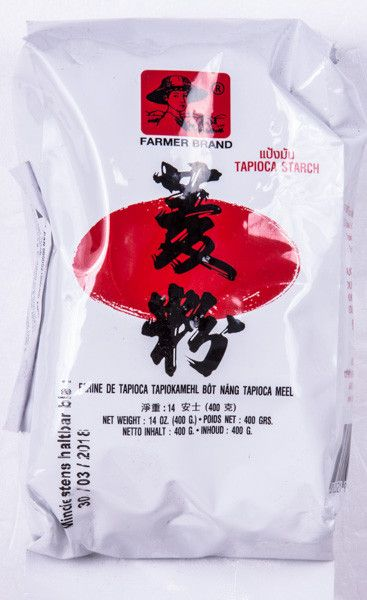 ®
FARMER BRAND
แป้งมัน
TAPIOCA STARCH
菱粉
FARINE DE TAPIOCA TAPIOKAMEHL BỘT NĂNG TAPIOCA MEEL
淨重:14 安士 (400 克)
NET WEIGHT: 14 OZ. (400 G.)•POIDS NET: 400 GRS.
NETTO INHALT: 400 G.•INHOUD: 400 G.
Mindestens haltbar bis:
30/03/2018